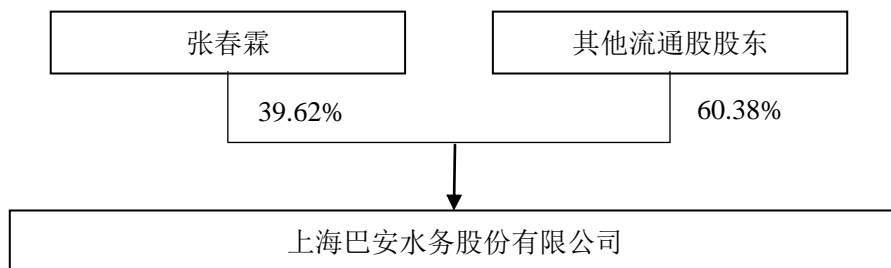 张春霖
其他流通股股东
39.62%
60.38%
上海巴安水务股份有限公司